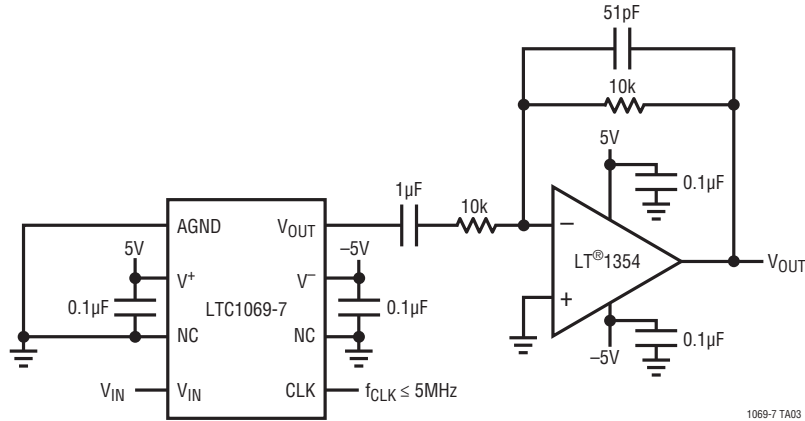 51pF
10k
5V
0.1µF
1µF
10k
–
LT®1354
+
VOUT
0.1µF
–5V
AGND
VOUT
5V
–5V
V+
V–
0.1µF
LTC1069-7
0.1µF
NC
NC
VIN
VIN
CLK
fCLK ≤ 5MHz
1069-7 TA03